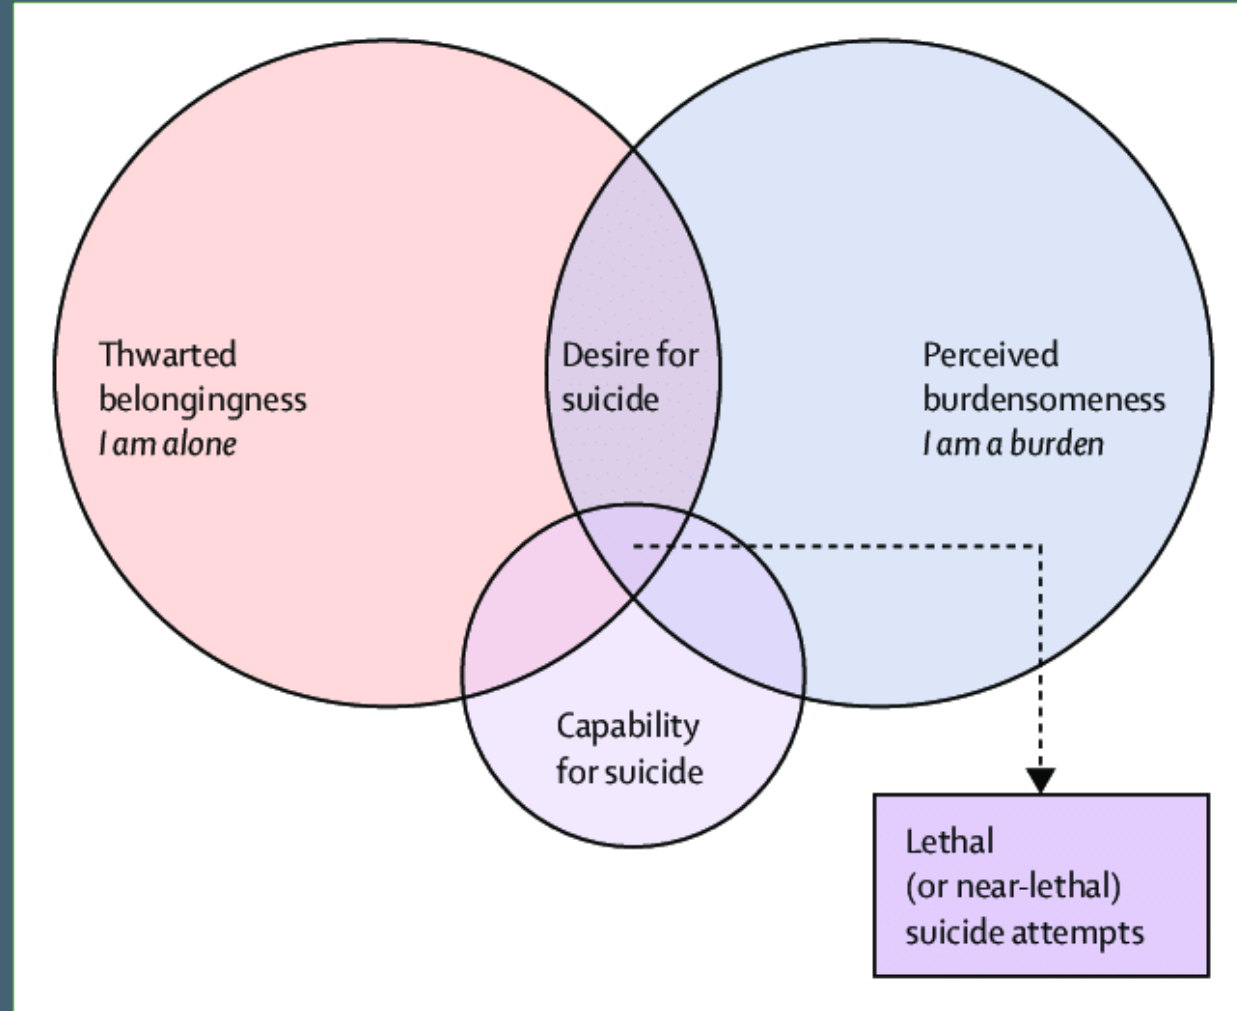 Thwarted
belongingness
I am alone
Desire for
suicide
Perceived
burdensomeness
I am a burden
Capability
for suicide
Lethal
(or near-lethal)
suicide attempts